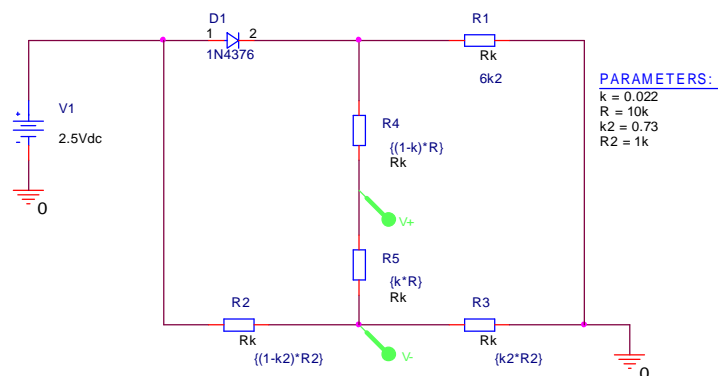 D1
1
2
1N4376
R1
Rk
6k2
PARAMETERS:
k = 0.022
R = 10k
k2 = 0.73
R2 = 1k
+
V1
-
2.5Vdc
0
R4
{(1-k)*R}
Rk
V+
R5
{k*R}
Rk
R2
Rk
{(1-k2)*R2}
R3
Rk
{k2*R2}
V-
0